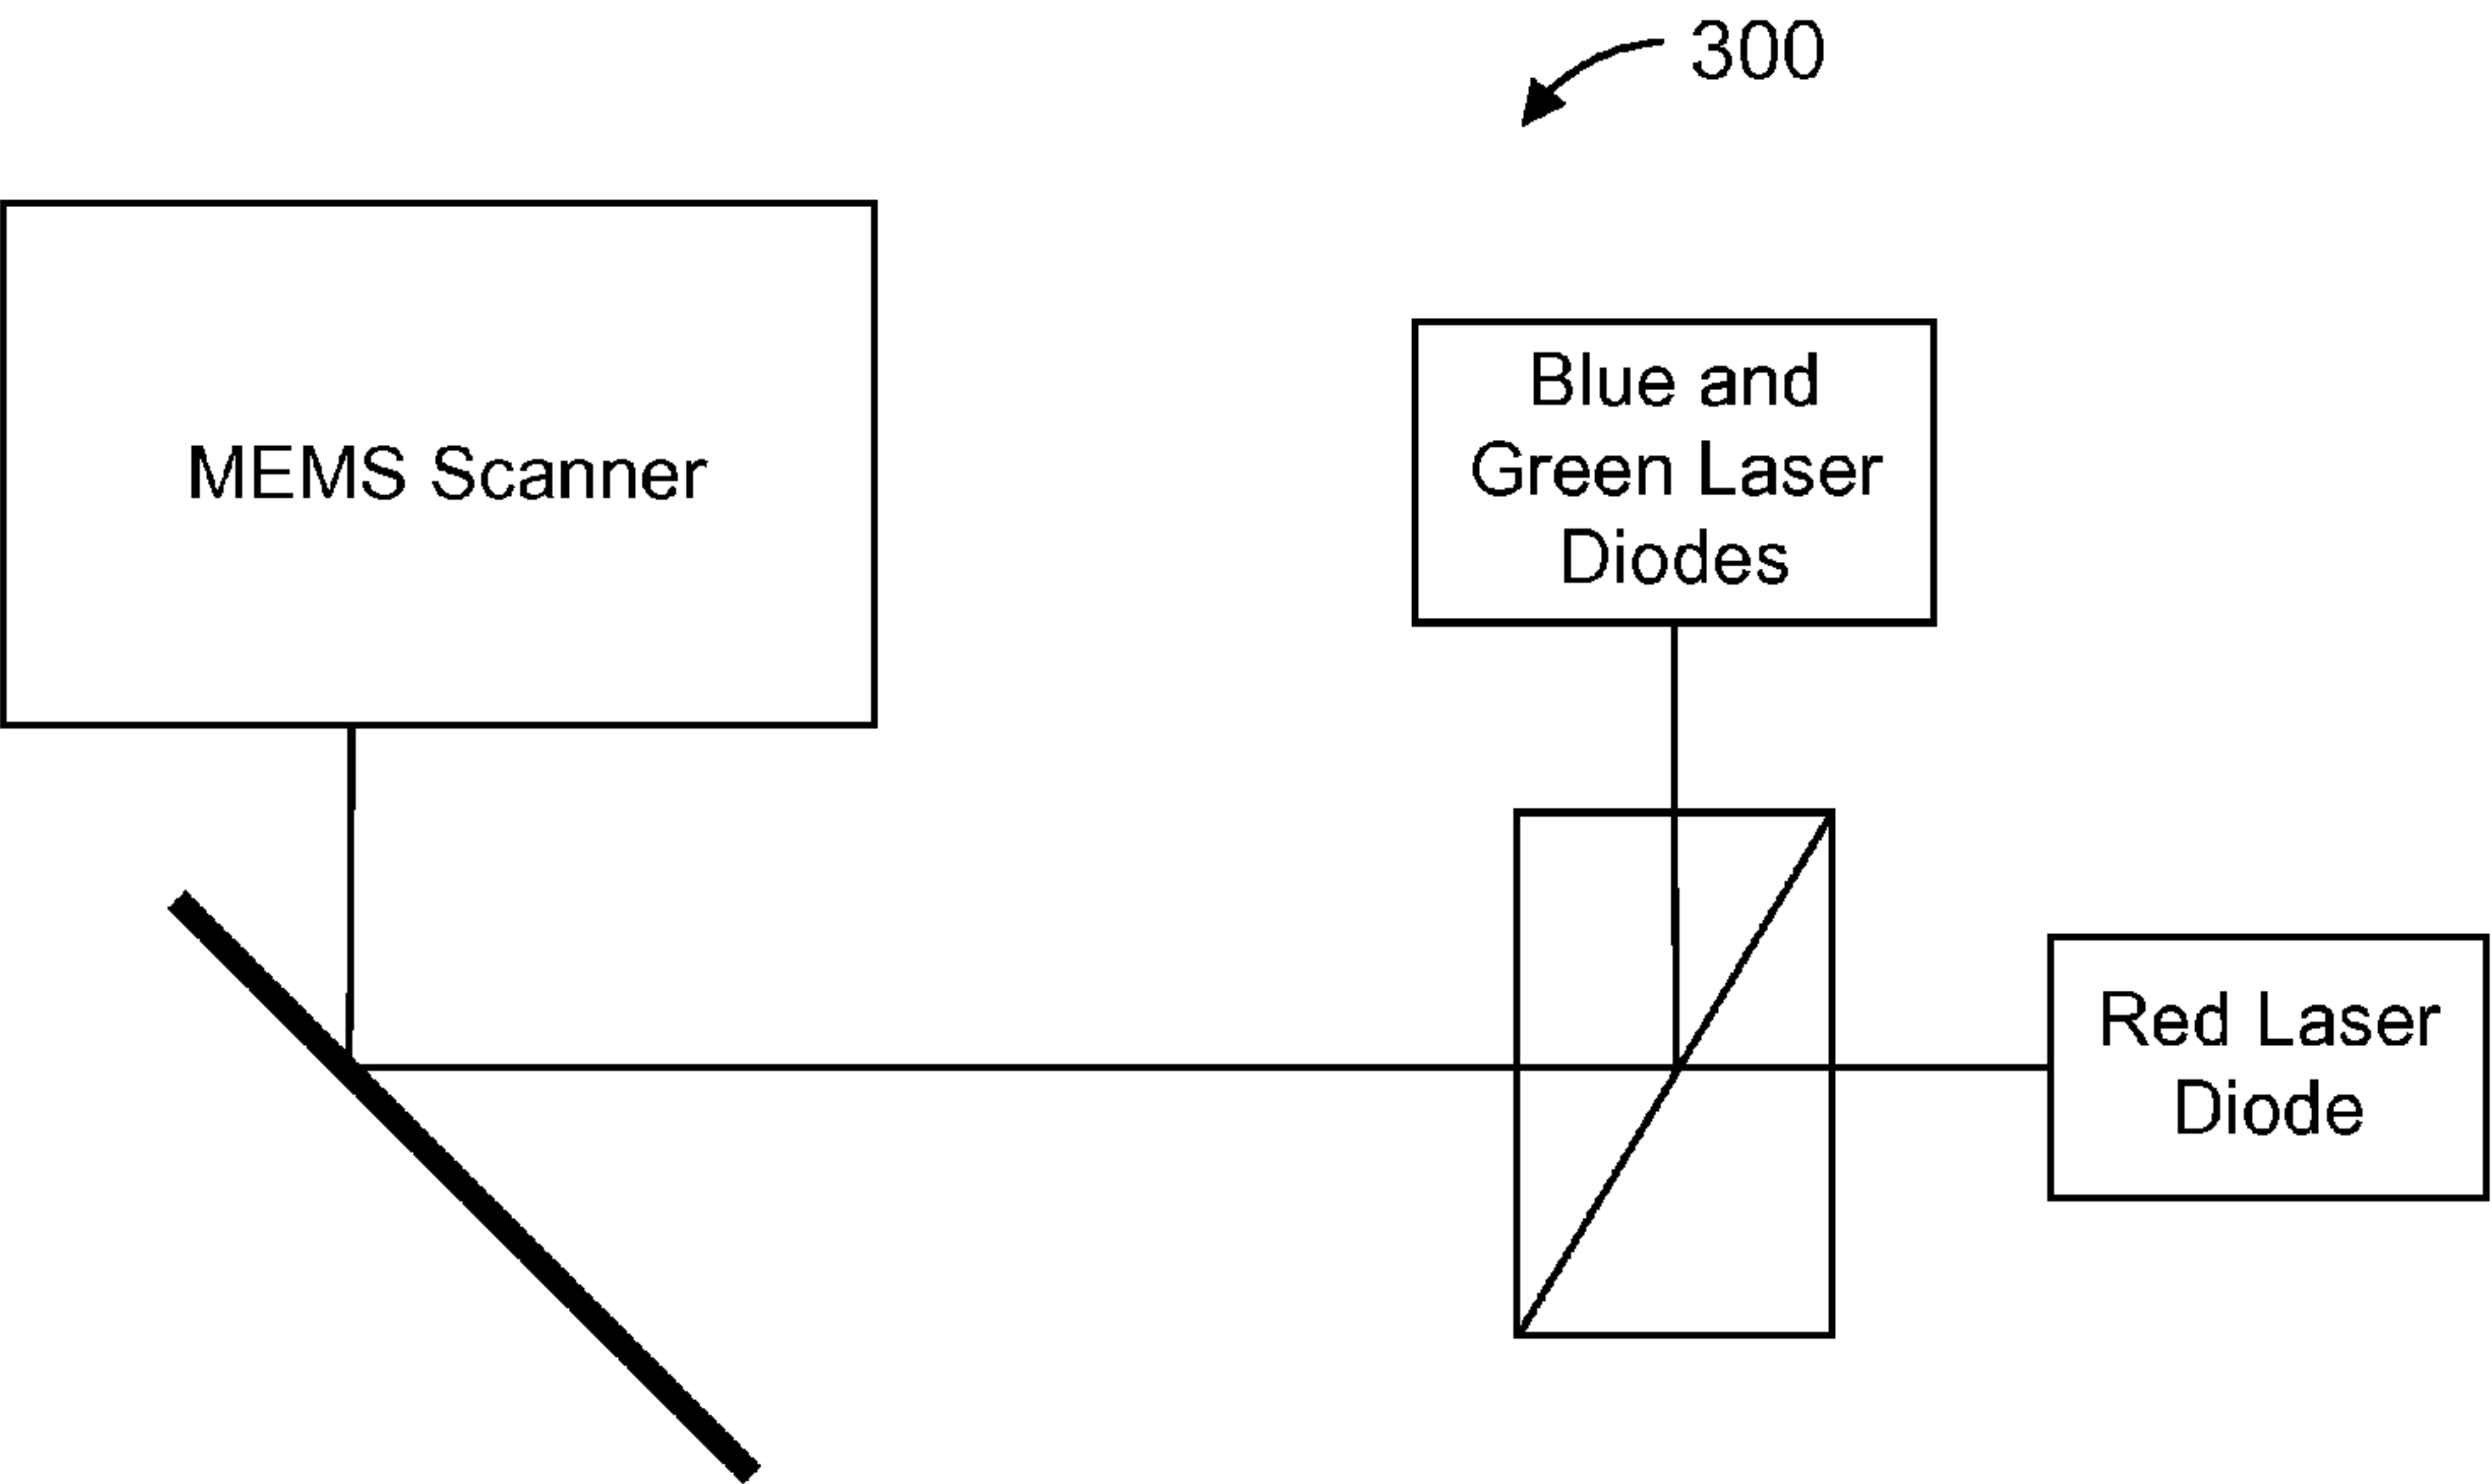 300
MEMS Scanner
Blue and
Green Laser
Diodes
Red Laser
Diode